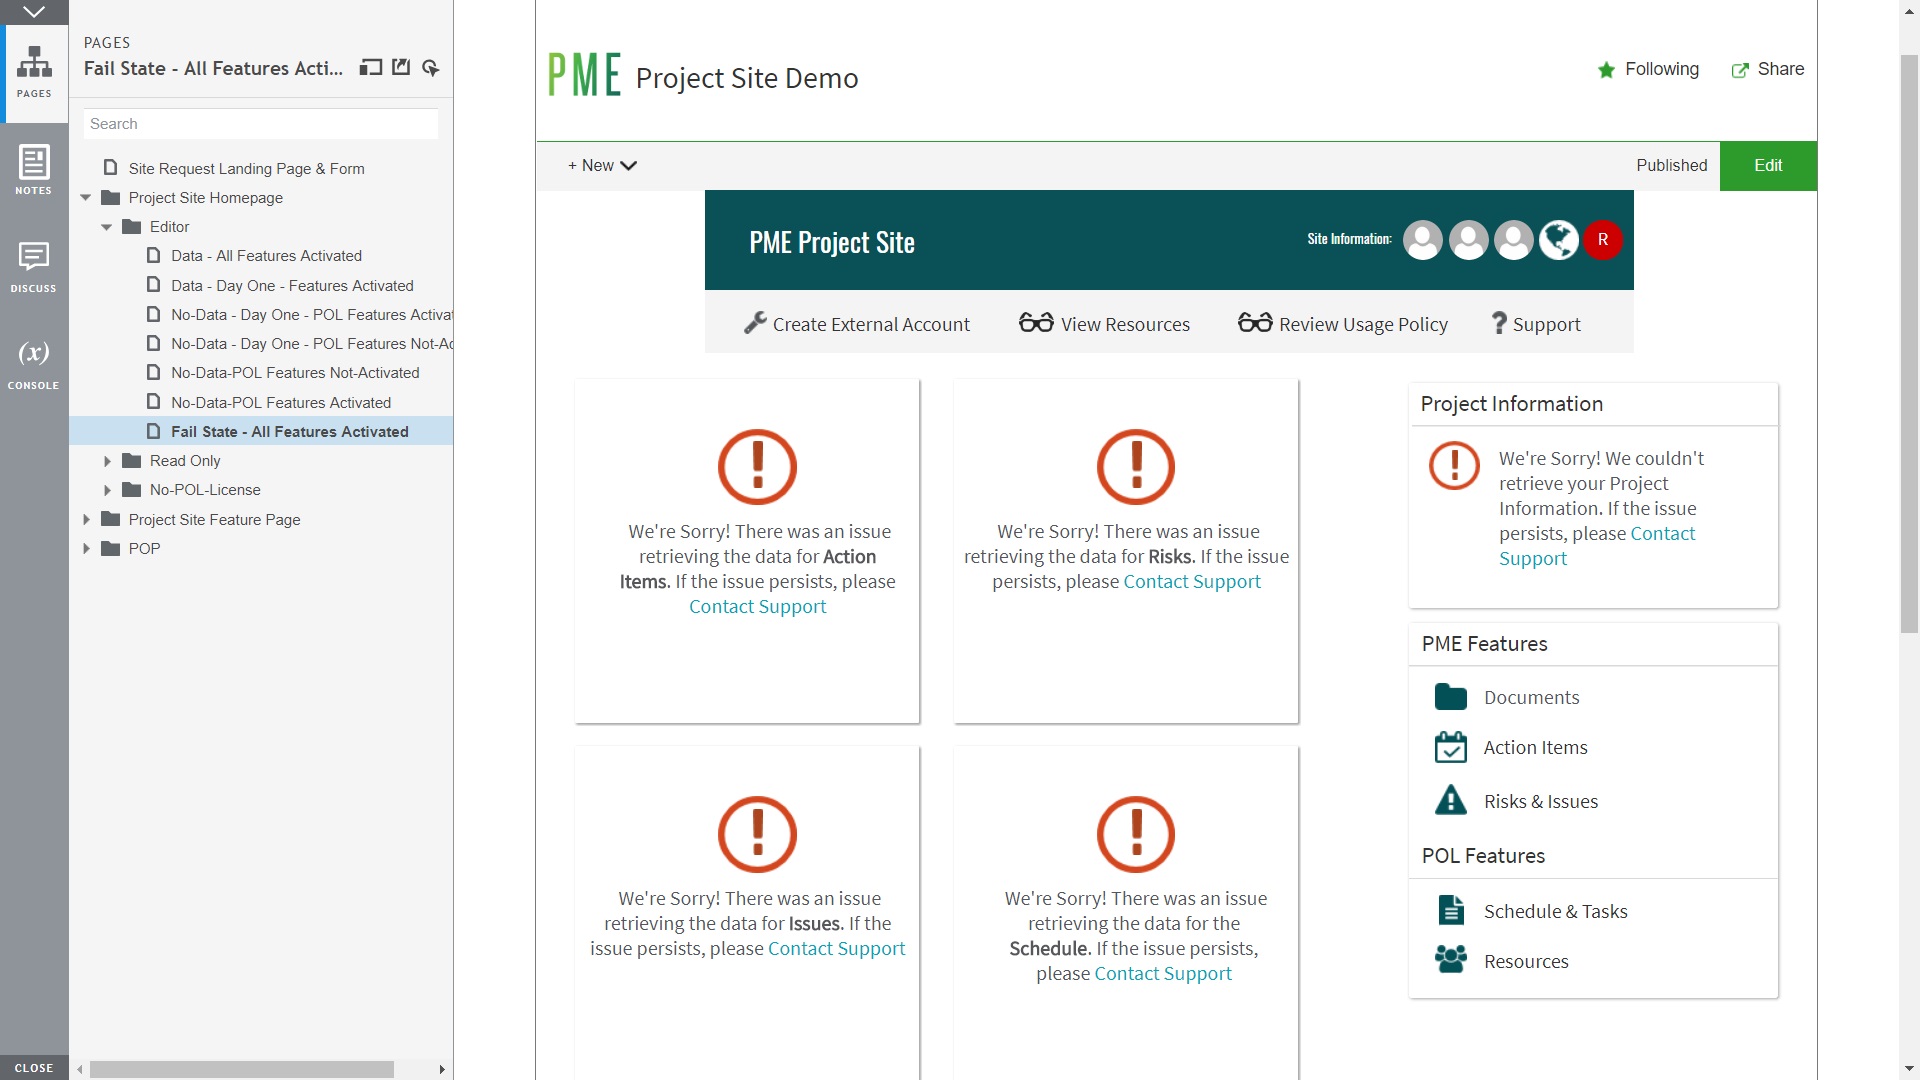 PAGES
Fail State - All Features Acti...
PAGES
Search
NOTES
DISCUSS
(x)
CONSOLE
CLOSE
Site Request Landing Page & Form
Project Site Homepage
Editor
Data - All Features Activated
Data - Day One - Features Activated
No-Data - Day One - POL Features Activat
No-Data - Day One - POL Features Not-Ac
No-Data-POL Features Not-Activated
No-Data-POL Features Activated
Fail State - All Features Activated
Read Only
No-POL-License
Project Site Feature Page
POP
PME Project Site Demo
Following
Share
+ New
Published
Edit
PME Project Site
Site Information:
R
Create External Account
View Resources
Review Usage Policy
? Support
We're Sorry! There was an issue
retrieving the data for Action
Items. If the issue persists, please
Contact Support
We're Sorry! There was an issue
retrieving the data for Risks. If the issue
persists, please Contact Support
We're Sorry! There was an issue
retrieving the data for Issues. If the
issue persists, please Contact Support
We're Sorry! There was an issue
retrieving the data for the
Schedule. If the issue persists,
please Contact Support
Project Information
We're Sorry! We couldn't
retrieve your Project
Information. If the issue
persists, please Contact
Support
PME Features
Documents
Action Items
Risks & Issues
POL Features
Schedule & Tasks
Resources